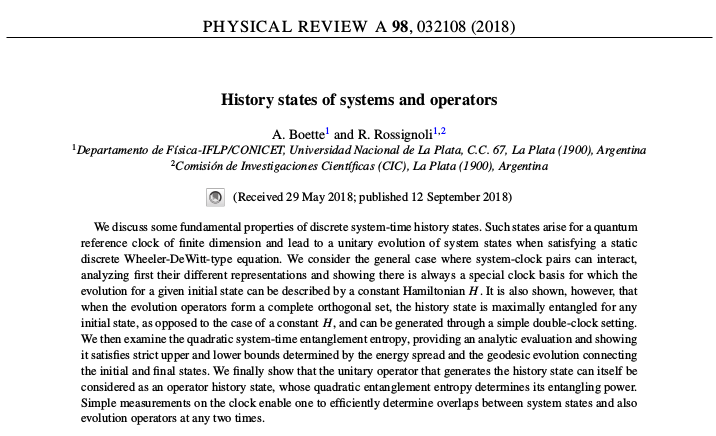 PHYSICAL REVIEW A 98, 032108 (2018)
History states of systems and operators
A. Boette1 and R. Rossignoli1,2
1Departamento de Física-IFLP/CONICET, Universidad Nacional de La Plata, C.C. 67, La Plata (1900), Argentina
2Comisión de Investigaciones Científicas (CIC), La Plata (1900), Argentina
(Received 29 May 2018; published 12 September 2018)
We discuss some fundamental properties of discrete system-time history states. Such states arise for a quantum
reference clock of finite dimension and lead to a unitary evolution of system states when satisfying a static
discrete Wheeler-DeWitt-type equation. We consider the general case where system-clock pairs can interact,
analyzing first their different representations and showing there is always a special clock basis for which the
evolution for a given initial state can be described by a constant Hamiltonian H. It is also shown, however, that
when the evolution operators form a complete orthogonal set, the history state is maximally entangled for any
initial state, as opposed to the case of a constant H, and can be generated through a simple double-clock setting.
We then examine the quadratic system-time entanglement entropy, providing an analytic evaluation and showing
it satisfies strict upper and lower bounds determined by the energy spread and the geodesic evolution connecting
the initial and final states. We finally show that the unitary operator that generates the history state can itself be
considered as an operator history state, whose quadratic entanglement entropy determines its entangling power.
Simple measurements on the clock enable one to efficiently determine overlaps between system states and also
evolution operators at any two times.